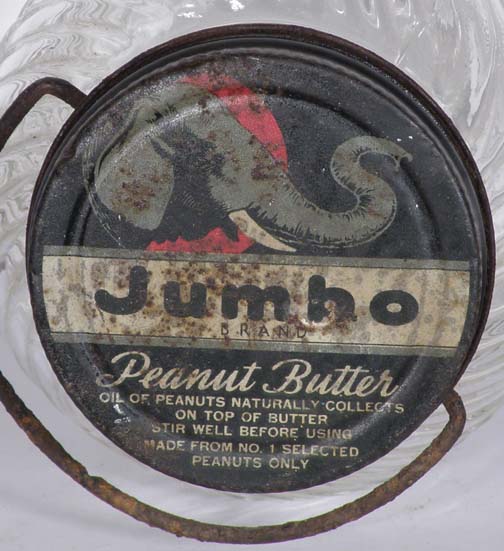 Jumbo
BRAND
Peanut Butter
OIL OF PEANUTS NATURALLY COLLECTS
ON TOP OF BUTTER
STIR WELL BEFORE USING
MADE FROM NO. 1 SELECTED
PEANUTS ONLY